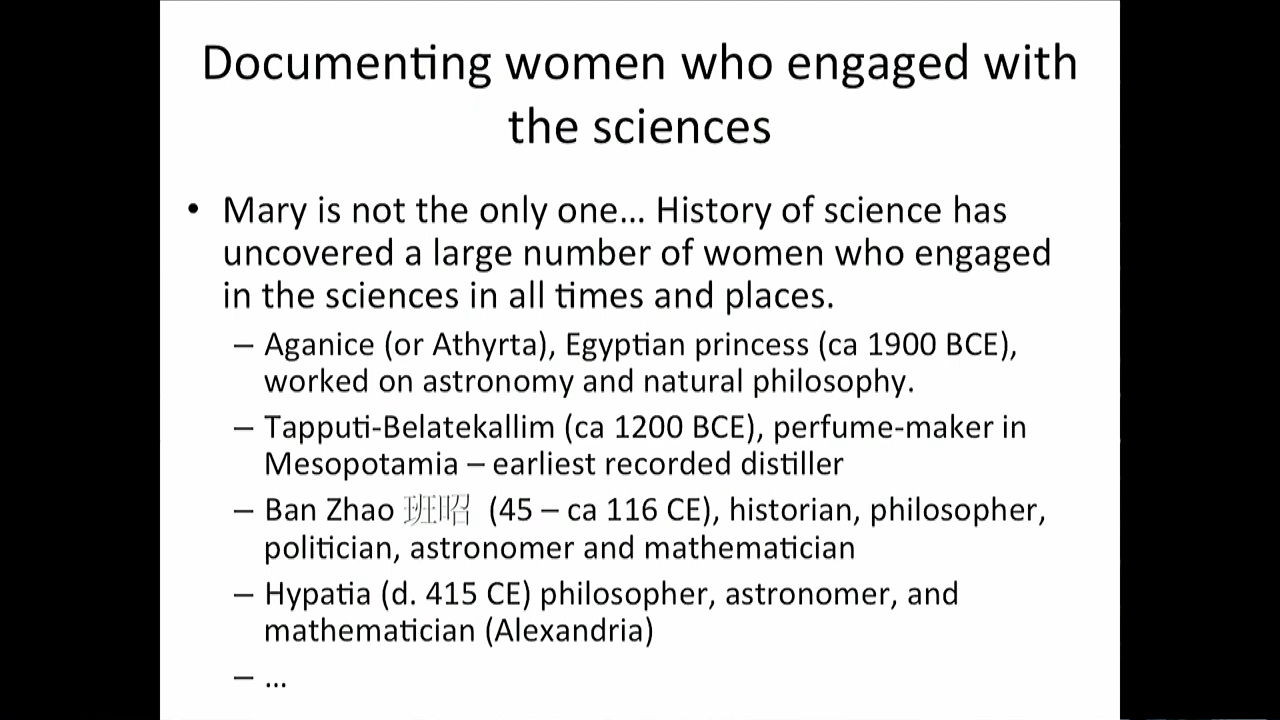 Documenting women who engaged with
the sciences
• Mary is not the only one… History of science has
uncovered a large number of women who engaged
in the sciences in all times and places.
– Aganice (or Athyrta), Egyptian princess (ca 1900 BCE),
worked on astronomy and natural philosophy.
– Tapputi-Belatekallim (ca 1200 BCE), perfume-maker in
Mesopotamia – earliest recorded distiller
– Ban Zhao 班昭 (45 – ca 116 CE), historian, philosopher,
politician, astronomer and mathematician
– Hypatia (d. 415 CE) philosopher, astronomer, and
mathematician (Alexandria)
– …